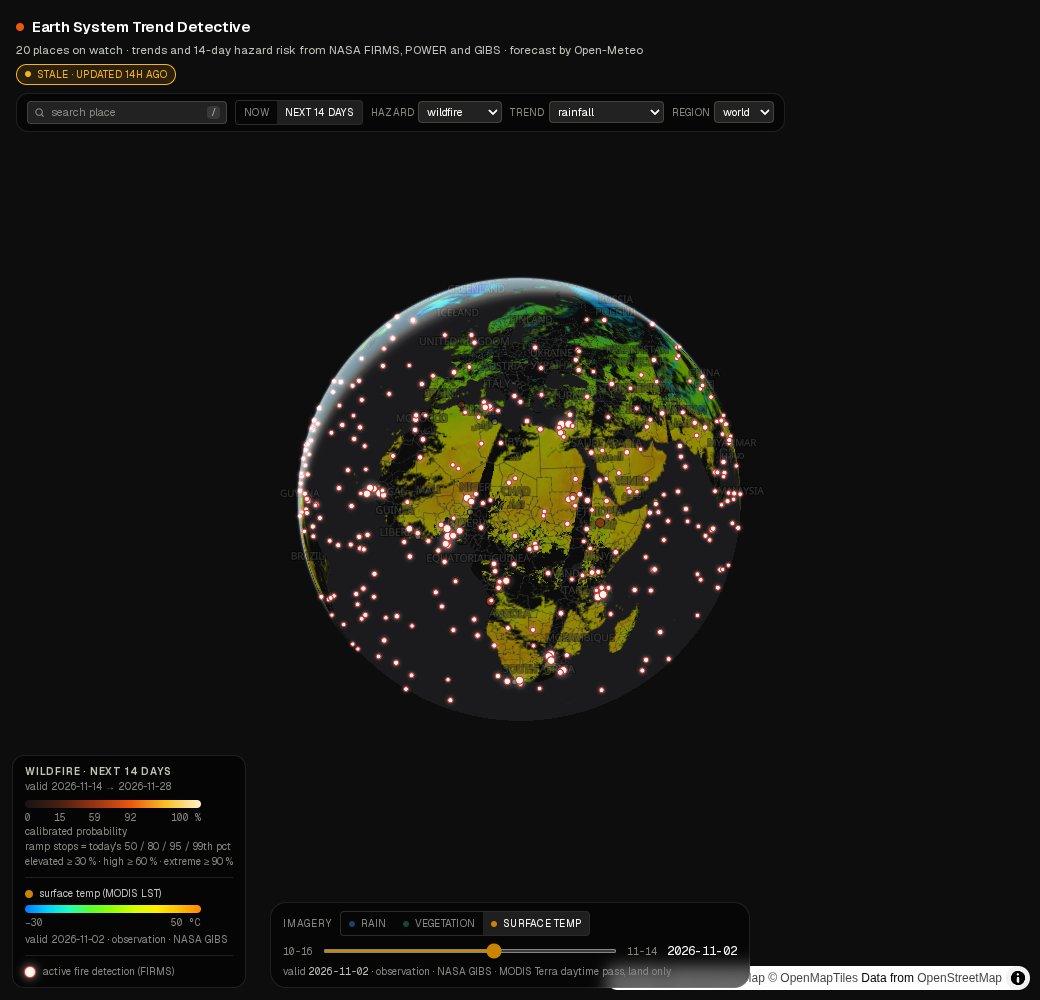 Earth System Trend Detective
20 places on watch · trends and 14-day hazard risk from NASA FIRMS, POWER and GIBS · forecast by Open-Meteo
STALE · UPDATED 14H AGO
search place /
NOW NEXT 14 DAYS HAZARD wildfire TREND rainfall REGION world
ICELAND
FINLAND
UNITED KINGDOM
UKRAINE
ITALY
CHAD
NIGER
LIBERIA
EQUATORIAL GUINEA
BRAZIL
ANGOLA
MOZAMBIQUE
SOUTH AFRICA
WILDFIRE · NEXT 14 DAYS
valid 2026-11-14 → 2026-11-28
0 15 59 92 100 %
calibrated probability
ramp stops = today's 50 / 80 / 95 / 99th pct
elevated ≥ 30 % · high ≥ 60 % · extreme ≥ 90 %
surface temp (MODIS LST)
−30 50 °C
valid 2026-11-02 · observation · NASA GIBS
active fire detection (FIRMS)
IMAGERY RAIN VEGETATION SURFACE TEMP
10-16 11-14 2026-11-02
valid 2026-11-02 · observation · NASA GIBS · MODIS Terra daytime pass, land only
© OpenMapTiles Data from OpenStreetMap